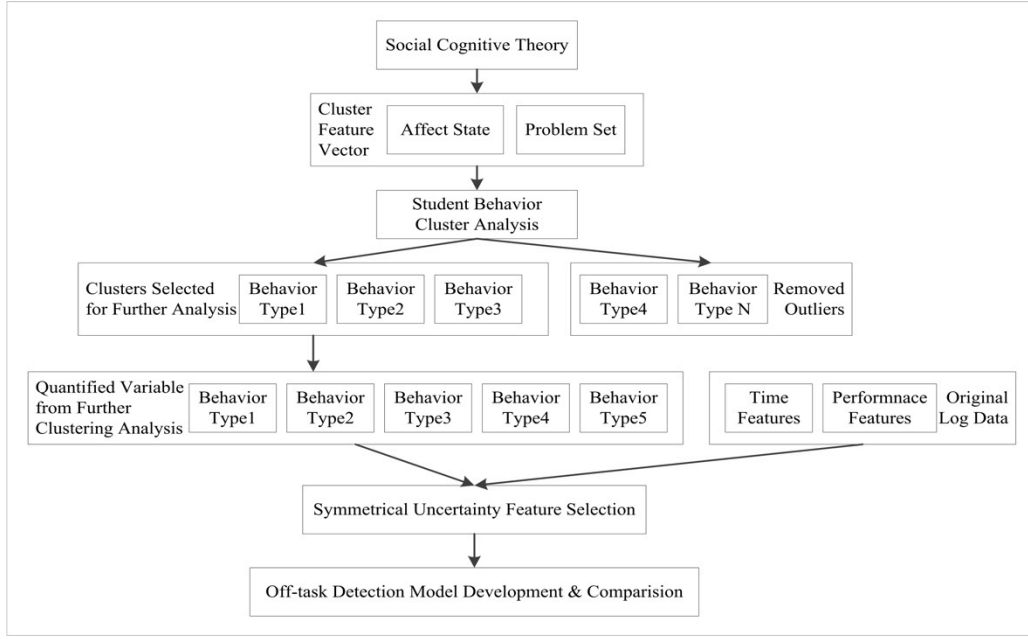 Social Cognitive Theory
Cluster
Feature
Vector
Affect State
Problem Set
Student Behavior
Cluster Analysis
Clusters Selected
for Further Analysis
Behavior
Type1
Behavior
Type2
Behavior
Type3
Behavior
Type4
Behavior
Type N
Removed
Outliers
Quantified Variable
from Further
Clustering Analysis
Behavior
Type1
Behavior
Type2
Behavior
Type3
Behavior
Type4
Behavior
Type5
Time
Features
Performnace
Features
Original
Log Data
Symmetrical Uncertainty Feature Selection
Off-task Detection Model Development & Comparision